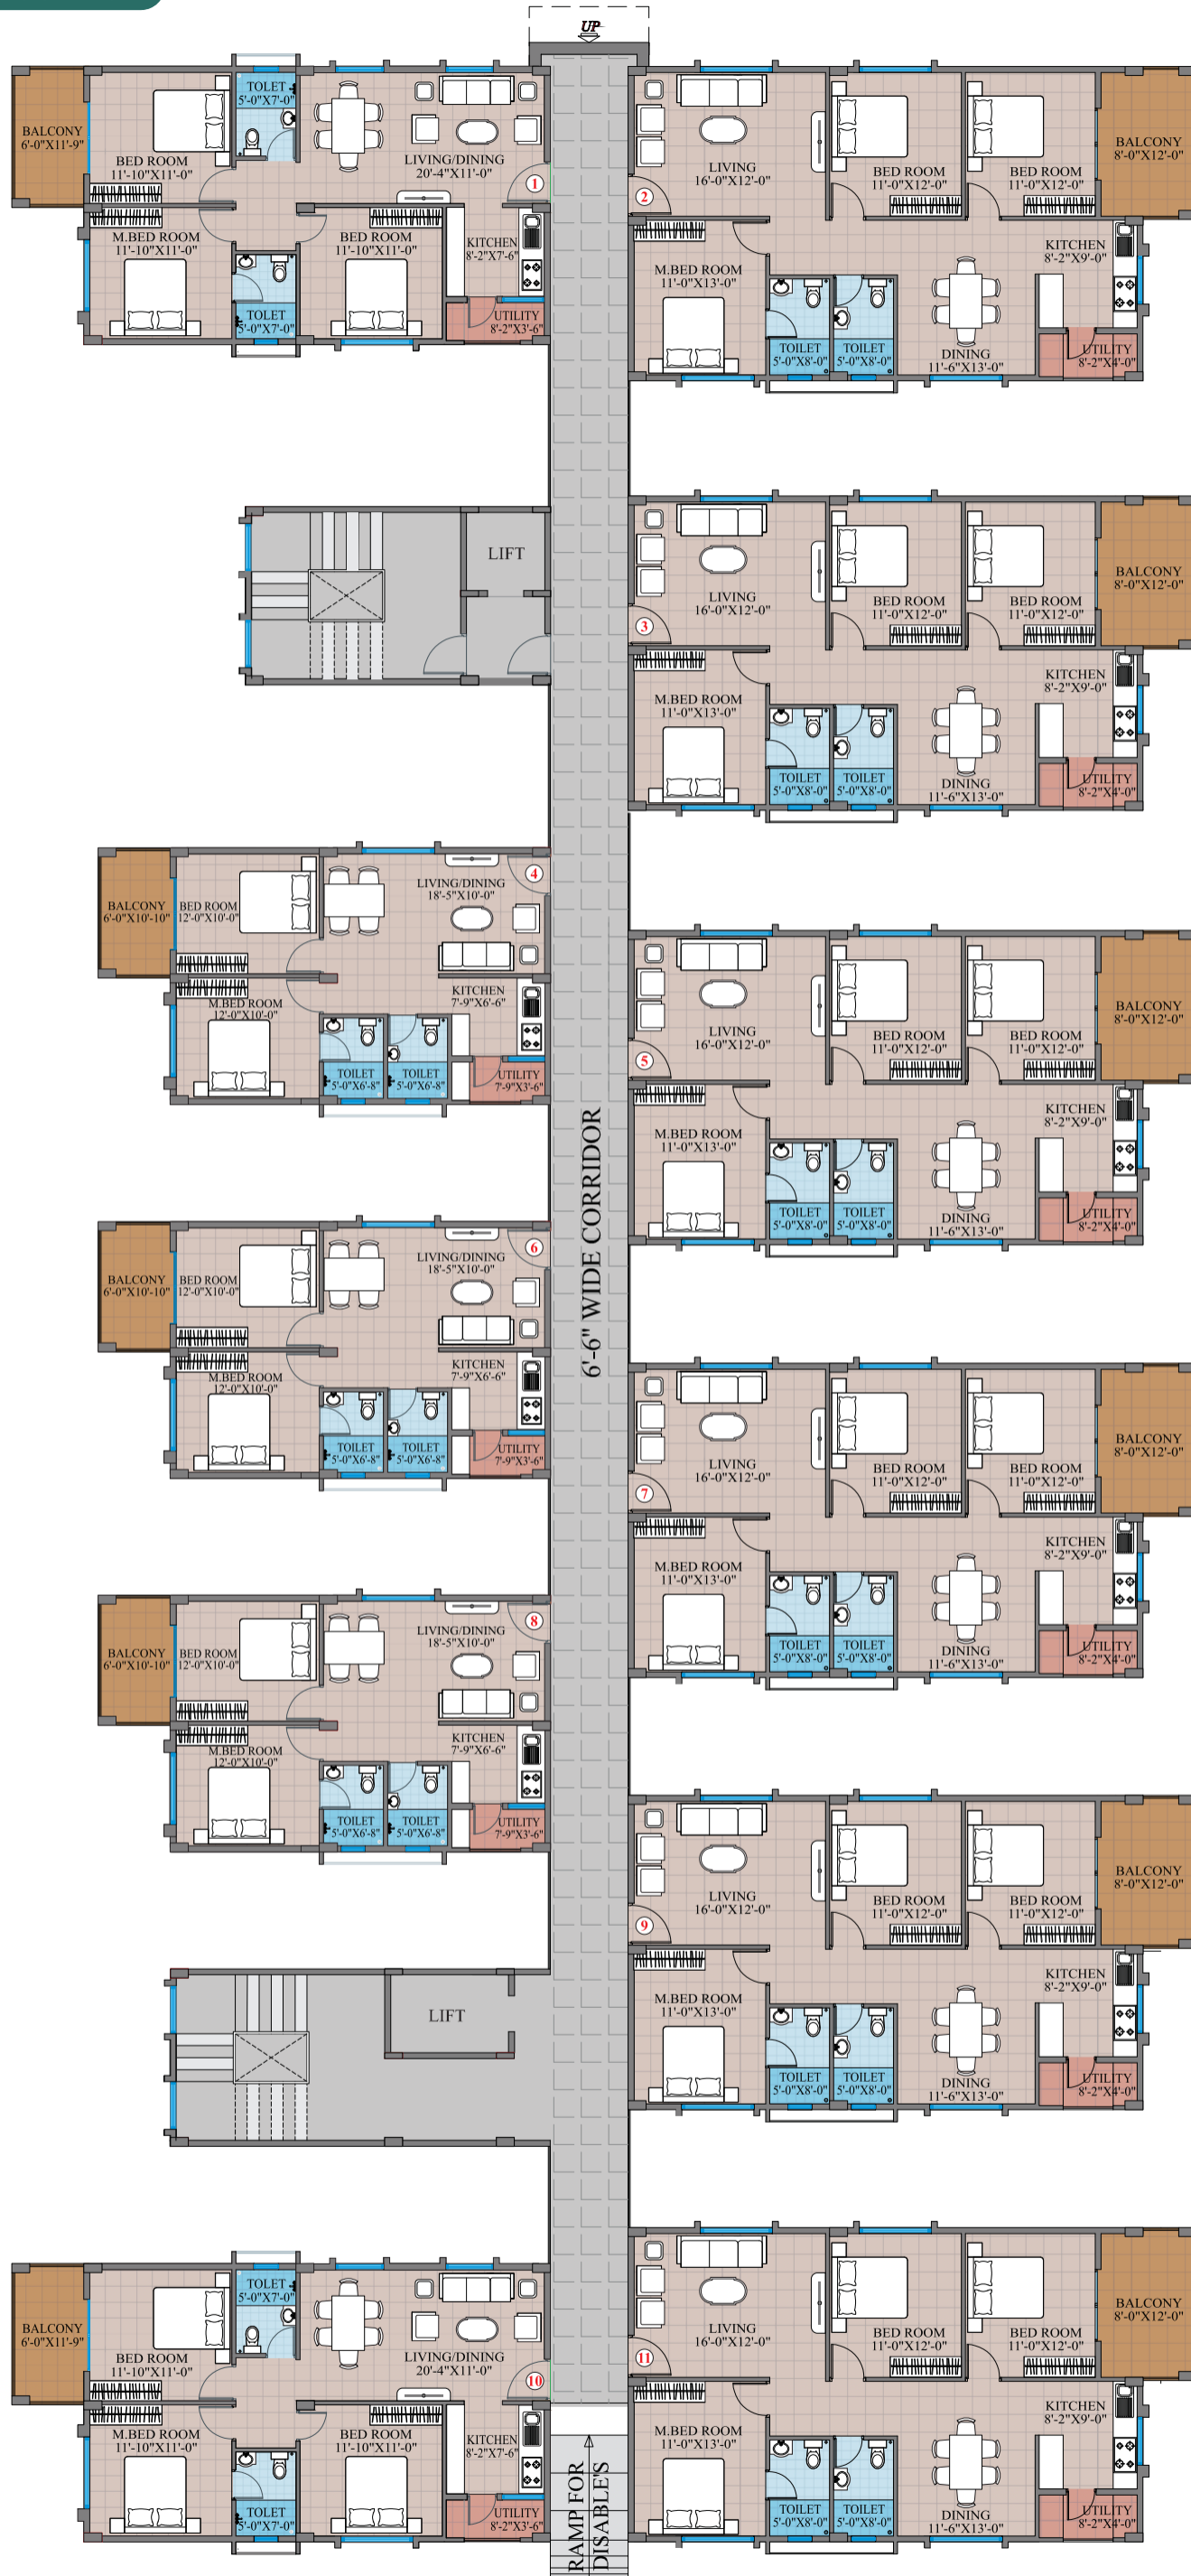 UP
BALCONY
6'-0"X11'-9"
BED ROOM
11'-10"X11'-0"
TOLET
5'-0"X7'-0"
LIVING/DINING
20'-4"X11'-0"
1
M.BED ROOM
11'-10"X11'-0"
TOLET
5'-0"X7'-0"
BED ROOM
11'-10"X11'-0"
KITCHEN
8'-2"X7'-6"
UTILITY
8'-2"X3'-6"
2
LIVING
16'-0"X12'-0"
BED ROOM
11'-0"X12'-0"
BED ROOM
11'-0"X12'-0"
BALCONY
8'-0"X12'-0"
M.BED ROOM
11'-0"X13'-0"
TOILET
5'-0"X8'-0"
TOILET
5'-0"X8'-0"
DINING
11'-6"X13'-0"
KITCHEN
8'-2"X9'-0"
UTILITY
8'-2"X4'-0"
LIFT
3
LIVING
16'-0"X12'-0"
BED ROOM
11'-0"X12'-0"
BED ROOM
11'-0"X12'-0"
BALCONY
8'-0"X12'-0"
M.BED ROOM
11'-0"X13'-0"
TOILET
5'-0"X8'-0"
TOILET
5'-0"X8'-0"
DINING
11'-6"X13'-0"
KITCHEN
8'-2"X9'-0"
UTILITY
8'-2"X4'-0"
BALCONY
6'-0"X10'-10"
BED ROOM
12'-0"X10'-0"
LIVING/DINING
18'-5"X10'-0"
4
M.BED ROOM
12'-0"X10'-0"
TOILET
5'-0"X6'-8"
TOILET
5'-0"X6'-8"
KITCHEN
7'-9"X6'-6"
UTILITY
7'-9"X3'-6"
5
LIVING
16'-0"X12'-0"
BED ROOM
11'-0"X12'-0"
BED ROOM
11'-0"X12'-0"
BALCONY
8'-0"X12'-0"
M.BED ROOM
11'-0"X13'-0"
TOILET
5'-0"X8'-0"
TOILET
5'-0"X8'-0"
DINING
11'-6"X13'-0"
KITCHEN
8'-2"X9'-0"
UTILITY
8'-2"X4'-0"
6'-6" WIDE CORRIDOR
BALCONY
6'-0"X10'-10"
BED ROOM
12'-0"X10'-0"
LIVING/DINING
18'-5"X10'-0"
6
M.BED ROOM
12'-0"X10'-0"
TOILET
5'-0"X6'-8"
TOILET
5'-0"X6'-8"
KITCHEN
7'-9"X6'-6"
UTILITY
7'-9"X3'-6"
7
LIVING
16'-0"X12'-0"
BED ROOM
11'-0"X12'-0"
BED ROOM
11'-0"X12'-0"
BALCONY
8'-0"X12'-0"
M.BED ROOM
11'-0"X13'-0"
TOILET
5'-0"X8'-0"
TOILET
5'-0"X8'-0"
DINING
11'-6"X13'-0"
KITCHEN
8'-2"X9'-0"
UTILITY
8'-2"X4'-0"
BALCONY
6'-0"X10'-10"
BED ROOM
12'-0"X10'-0"
LIVING/DINING
18'-5"X10'-0"
8
M.BED ROOM
12'-0"X10'-0"
TOILET
5'-0"X6'-8"
TOILET
5'-0"X6'-8"
KITCHEN
7'-9"X6'-6"
UTILITY
7'-9"X3'-6"
9
LIVING
16'-0"X12'-0"
BED ROOM
11'-0"X12'-0"
BED ROOM
11'-0"X12'-0"
BALCONY
8'-0"X12'-0"
M.BED ROOM
11'-0"X13'-0"
TOILET
5'-0"X8'-0"
TOILET
5'-0"X8'-0"
DINING
11'-6"X13'-0"
KITCHEN
8'-2"X9'-0"
UTILITY
8'-2"X4'-0"
LIFT
BALCONY
6'-0"X11'-9"
BED ROOM
11'-10"X11'-0"
TOLET
5'-0"X7'-0"
LIVING/DINING
20'-4"X11'-0"
10
M.BED ROOM
11'-10"X11'-0"
TOLET
5'-0"X7'-0"
BED ROOM
11'-10"X11'-0"
KITCHEN
8'-2"X7'-6"
UTILITY
8'-2"X3'-6"
11
LIVING
16'-0"X12'-0"
BED ROOM
11'-0"X12'-0"
BED ROOM
11'-0"X12'-0"
BALCONY
8'-0"X12'-0"
M.BED ROOM
11'-0"X13'-0"
TOILET
5'-0"X8'-0"
TOILET
5'-0"X8'-0"
DINING
11'-6"X13'-0"
KITCHEN
8'-2"X9'-0"
UTILITY
8'-2"X4'-0"
RAMP FOR
DISABLE'S